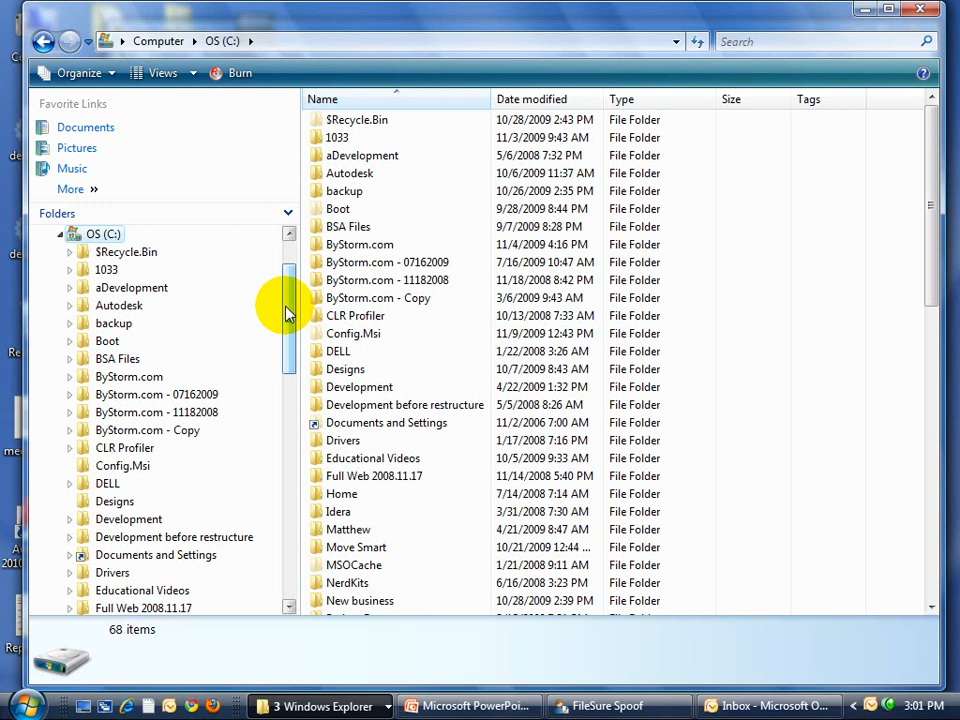 Computer OS (C:) Search
Organize Views Burn
Favorite Links
Documents
Pictures
Music
More »
Folders
OS (C:)
$Recycle.Bin
1033
aDevelopment
Autodesk
backup
Boot
BSA Files
ByStorm.com
ByStorm.com - 07162009
ByStorm.com - 11182008
ByStorm.com - Copy
CLR Profiler
Config.Msi
DELL
Designs
Development
Development before restructure
Documents and Settings
Drivers
Educational Videos
Full Web 2008.11.17
Name Date modified Type Size Tags
$Recycle.Bin 10/28/2009 2:43 PM File Folder
1033 11/3/2009 9:43 AM File Folder
aDevelopment 5/6/2008 7:32 PM File Folder
Autodesk 10/6/2009 11:37 AM File Folder
backup 10/26/2009 2:35 PM File Folder
Boot 9/28/2009 8:44 PM File Folder
BSA Files 9/7/2009 8:28 PM File Folder
ByStorm.com 11/4/2009 4:16 PM File Folder
ByStorm.com - 07162009 7/16/2009 10:47 AM File Folder
ByStorm.com - 11182008 11/18/2008 8:42 PM File Folder
ByStorm.com - Copy 3/6/2009 9:43 AM File Folder
CLR Profiler 10/13/2008 7:33 AM File Folder
Config.Msi 11/9/2009 12:43 PM File Folder
DELL 1/22/2008 3:26 AM File Folder
Designs 10/7/2009 8:43 AM File Folder
Development 4/22/2009 1:32 PM File Folder
Development before restructure 5/5/2008 8:26 AM File Folder
Documents and Settings 11/2/2006 7:00 AM File Folder
Drivers 1/17/2008 7:16 PM File Folder
Educational Videos 10/5/2009 9:33 AM File Folder
Full Web 2008.11.17 11/14/2008 5:40 PM File Folder
Home 7/14/2008 7:14 AM File Folder
Idera 3/31/2008 7:30 AM File Folder
Matthew 4/21/2009 8:47 AM File Folder
Move Smart 10/21/2009 12:44 ... File Folder
MSOCache 1/21/2008 9:11 AM File Folder
NerdKits 6/16/2008 3:23 PM File Folder
New business 10/28/2009 2:39 PM File Folder
68 items
3 Windows Explorer Microsoft PowerPoi... FileSure Spoof Inbox - Microsoft O... 3:01 PM